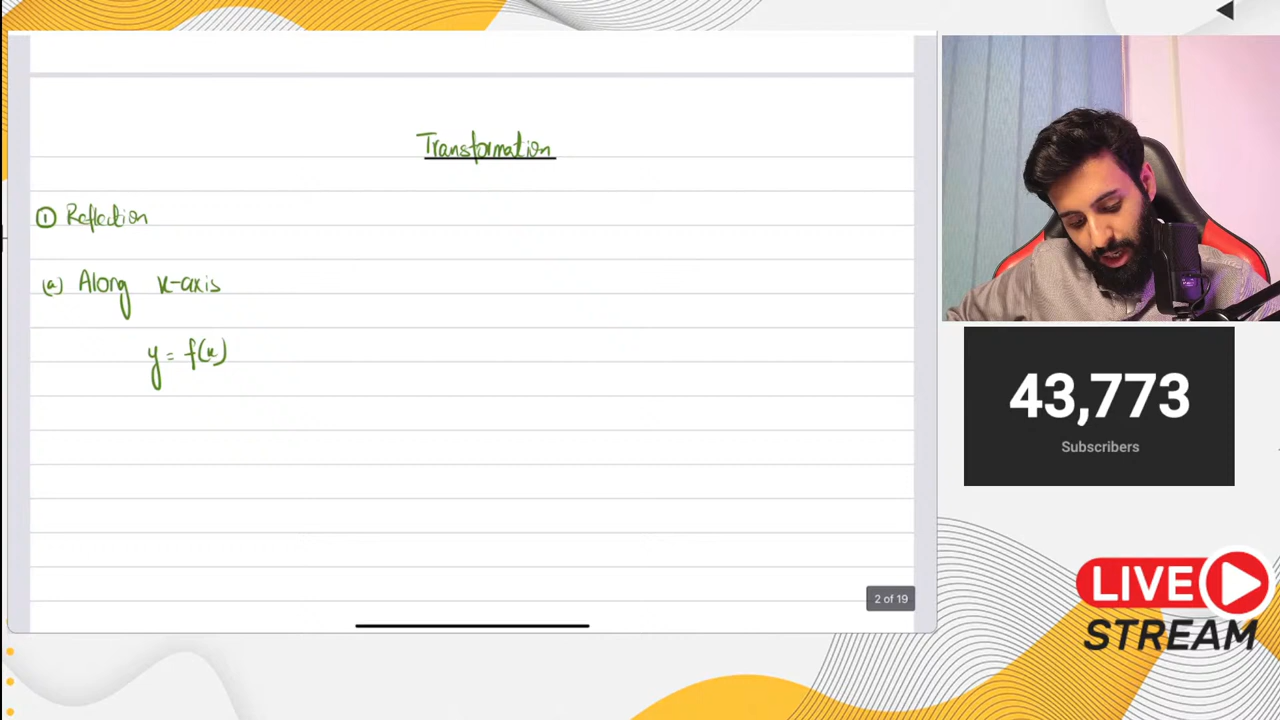 Transformation
① Reflection
(a) Along x-axis
y = f(x)
2 of 19
43,773
Subscribers
LIVE
STREAM